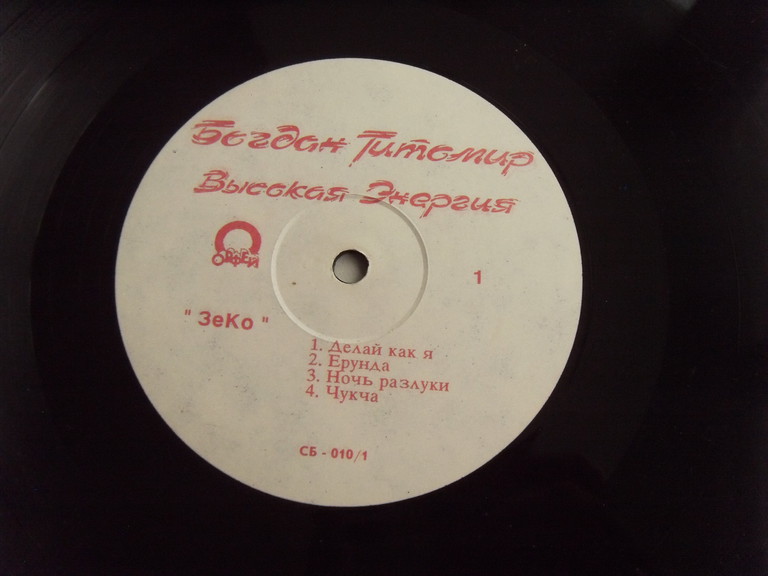 Богдан Титомир
Высокая Энергия
ОРФЕЙ
1
" ЗеКо "
1. Делай как я
2. Ерунда
3. Ночь разлуки
4. Чукча
СБ - 010/1